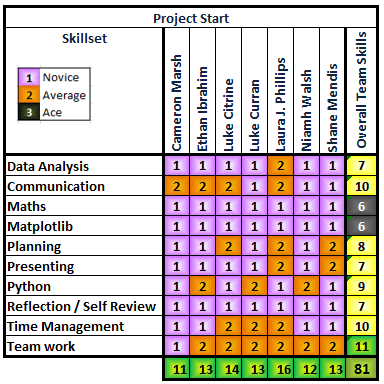 Project Start
Skillset
1 Novice
2 Average
3 Ace
Cameron Marsh
Ethan Ibrahim
Luke Citrine
Luke Curran
Laura J. Phillips
Niamh Walsh
Shane Mendis
Overall Team Skills
Data Analysis 1 1 1 1 2 1 1 7
Communication 2 2 2 1 2 1 1 10
Maths 1 1 1 1 1 1 1 6
Matplotlib 1 1 1 1 1 1 1 6
Planning 1 1 2 1 2 1 2 8
Presenting 1 1 1 1 2 1 2 7
Python 1 2 1 2 1 2 1 9
Reflection / Self Review 1 1 1 1 1 1 1 7
Time Management 1 1 2 2 2 1 1 10
Team work 1 2 2 2 2 2 2 11
11 13 14 13 16 12 13 81